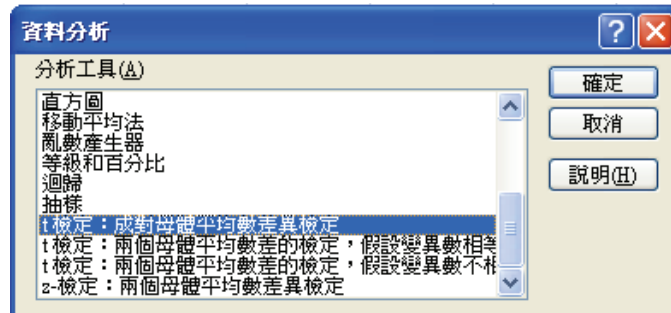 資料分析
分析工具(A)
直方圖
移動平均法
亂數產生器
等級和百分比
迴歸
抽樣
t 檢定：成對母體平均數差異檢定
t 檢定：兩個母體平均數差的檢定，假設變異數相等
t 檢定：兩個母體平均數差的檢定，假設變異數不相
z-檢定：兩個母體平均數差異檢定
確定
取消
說明(H)